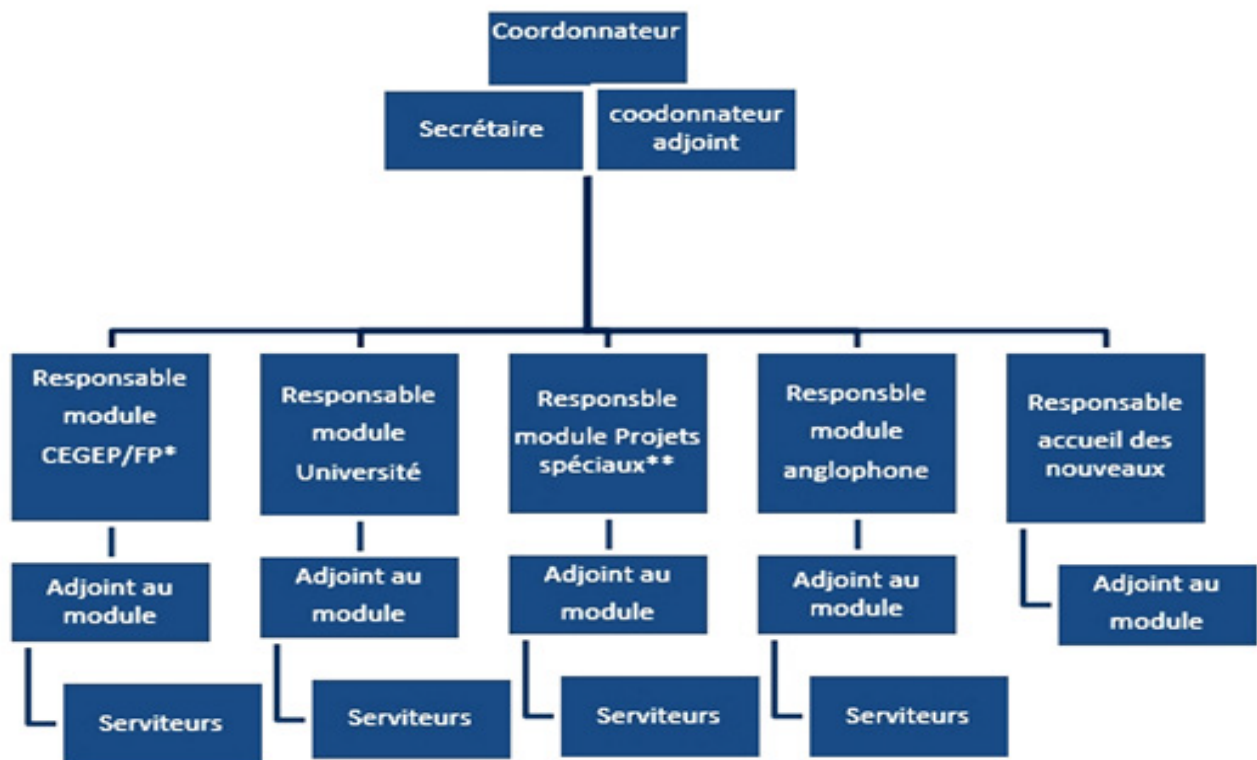 Coordonnateur
Secrétaire
coodonnateur
adjoint
Responsable
module
CEGEP/FP*
Responsable
module
Université
Responsble
module Projets
spéciaux**
Responsble
module
anglophone
Responsable
accueil des
nouveaux
Adjoint au
module
Adjoint au
module
Adjoint au
module
Adjoint au
module
Adjoint au
module
Serviteurs
Serviteurs
Serviteurs
Serviteurs